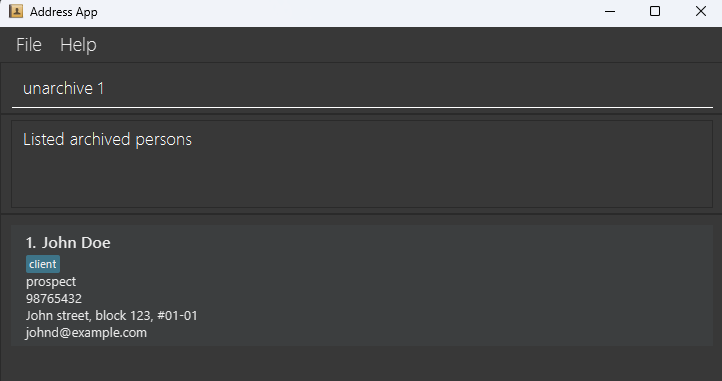 Address App
File Help
unarchive 1
Listed archived persons
1. John Doe
client
prospect
98765432
John street, block 123, #01-01
johnd@example.com